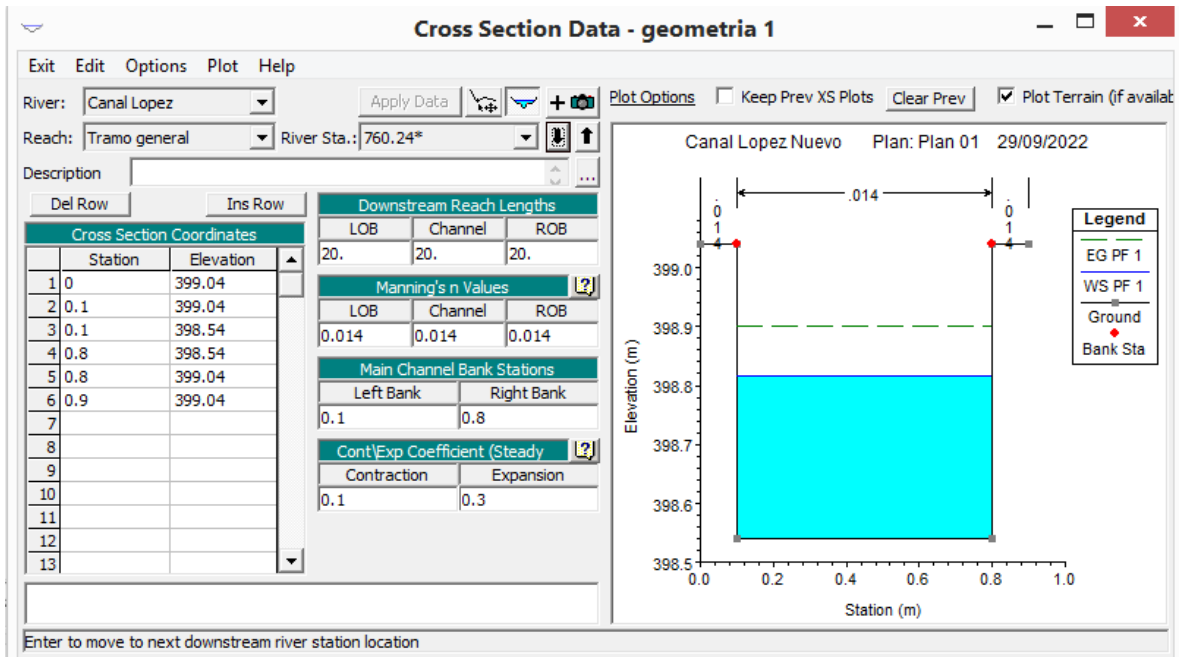 Cross Section Data - geometria 1
Exit Edit Options Plot Help
River: Canal Lopez Apply Data
Reach: Tramo general River Sta.: 760.24*
Description ...
Del Row Ins Row
Cross Section Coordinates
Station Elevation
1 0 399.04
2 0.1 399.04
3 0.1 398.54
4 0.8 398.54
5 0.8 399.04
6 0.9 399.04
7
8
9
10
11
12
13
Downstream Reach Lengths
LOB Channel ROB
20. 20. 20.
Manning's n Values
LOB Channel ROB
0.014 0.014 0.014
Main Channel Bank Stations
Left Bank Right Bank
0.1 0.8
Cont\Exp Coefficient (Steady
Contraction Expansion
0.1 0.3
Plot Options Keep Prev XS Plots Clear Prev Plot Terrain (if availab
Canal Lopez Nuevo Plan: Plan 01 29/09/2022
.014 .014 .014
Legend
EG PF 1
WS PF 1
Ground
Bank Sta
Elevation (m)
399.0
398.9
398.8
398.7
398.6
398.5
0.0 0.2 0.4 0.6 0.8 1.0
Station (m)
Enter to move to next downstream river station location